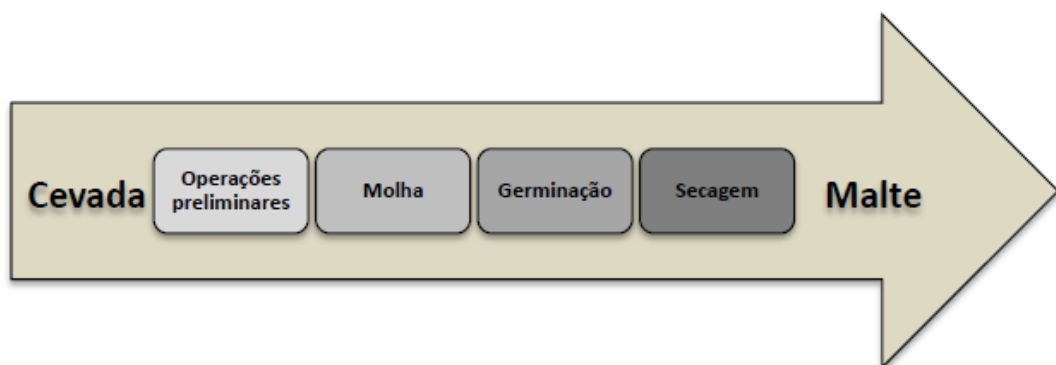 Cevada
Operações
preliminares
Molha
Germinação
Secagem
Malte